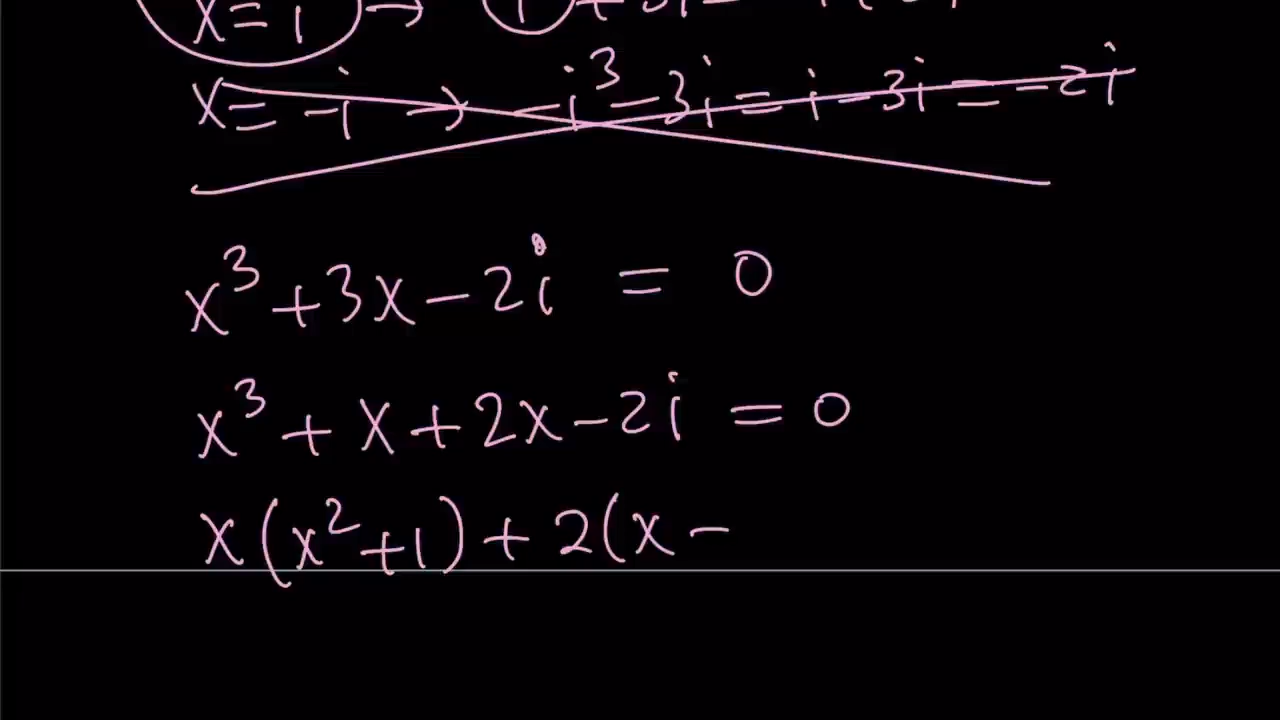 x = i →
x = -i → -i³ - 3i = i - 3i = -2i
x³ + 3x - 2i = 0
x³ + x + 2x - 2i = 0
x(x² + 1) + 2(x -